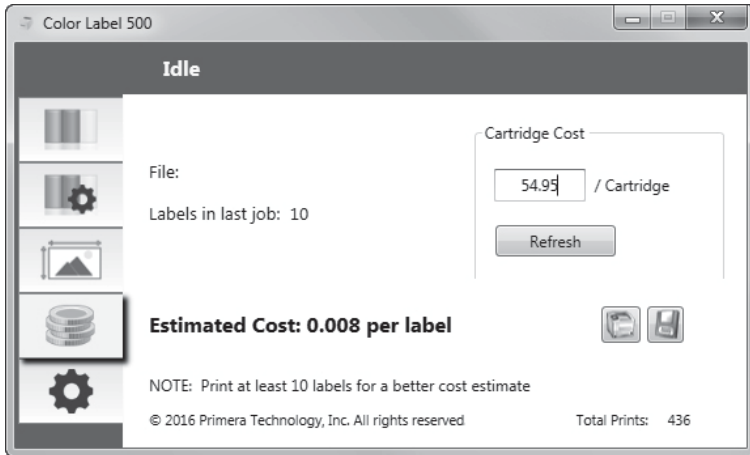 Color Label 500
Idle
Cartridge Cost
54.95 / Cartridge
Refresh
File:
Labels in last job: 10
Estimated Cost: 0.008 per label
NOTE: Print at least 10 labels for a better cost estimate
© 2016 Primera Technology, Inc. All rights reserved
Total Prints: 436